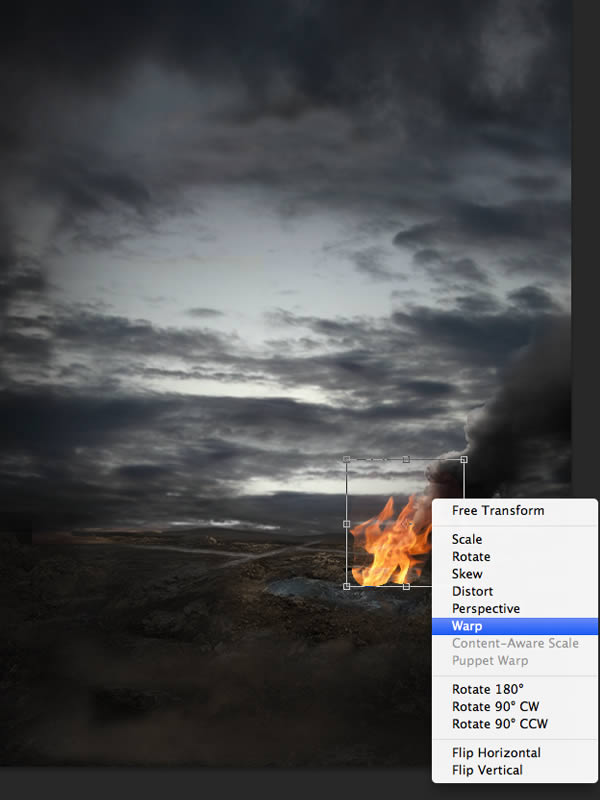 Free Transform
Scale
Rotate
Skew
Distort
Perspective
Warp
Content-Aware Scale
Puppet Warp
Rotate 180°
Rotate 90° CW
Rotate 90° CCW
Flip Horizontal
Flip Vertical